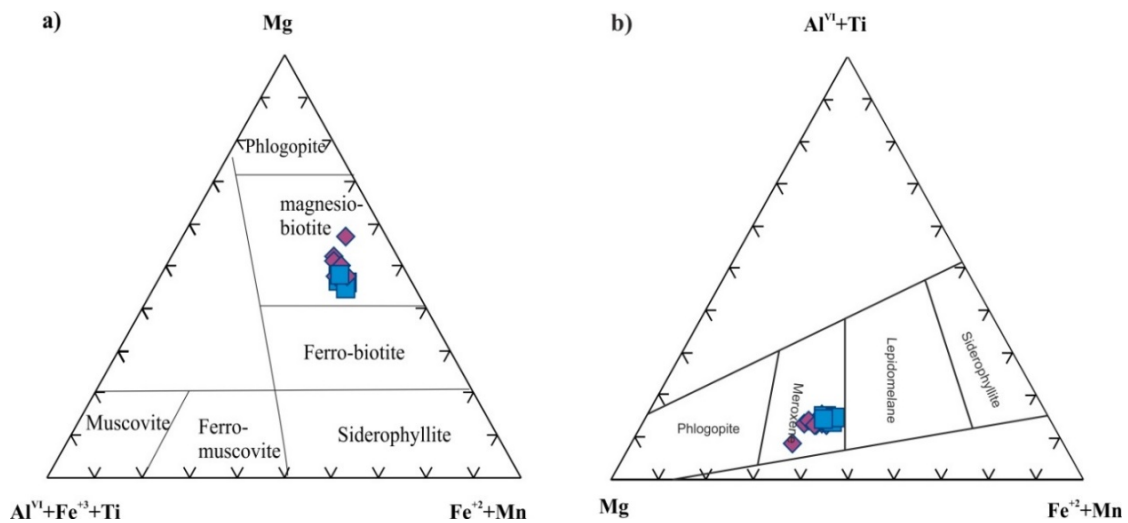 a)
Mg
Phlogopite
magnesio-
biotite
Ferro-biotite
Muscovite
Ferro-
muscovite
Siderophyllite
Al^VI+Fe^+3+Ti
Fe^+2+Mn
b)
Al^VI+Ti
Phlogopite
Meroxene
Lepidomelane
Siderophyllite
Mg
Fe^+2+Mn